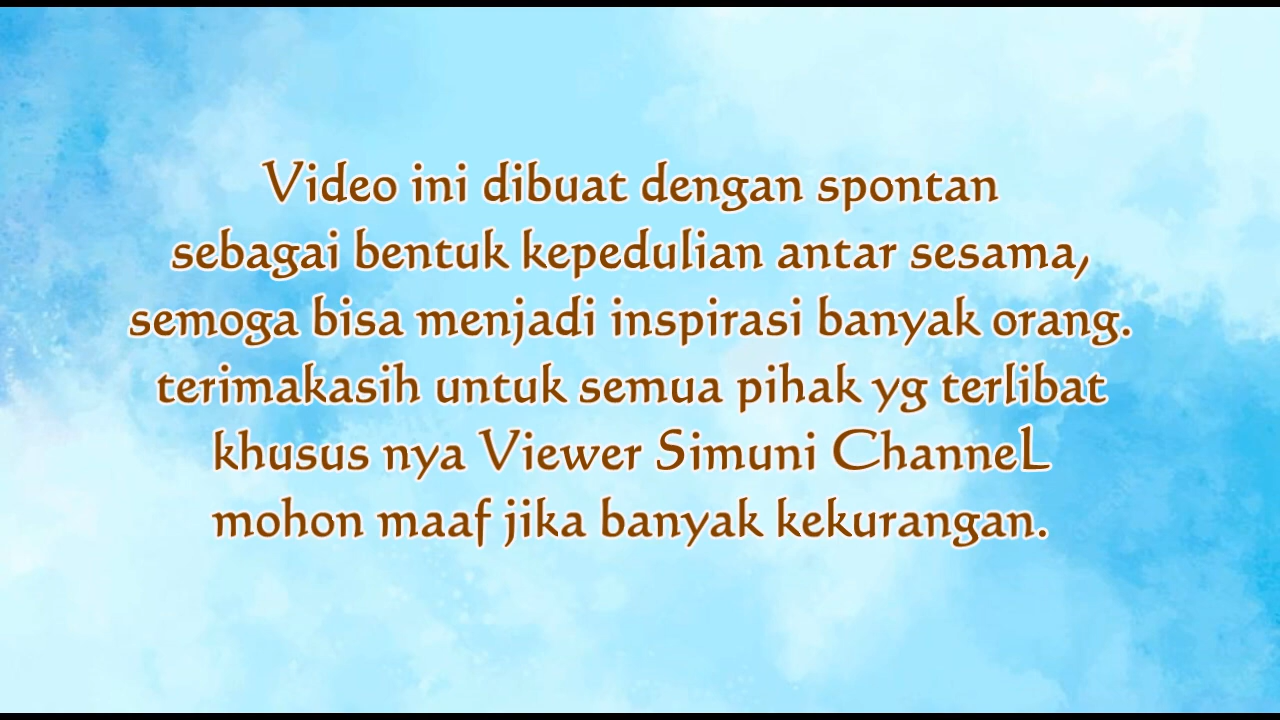 Video ini dibuat dengan spontan
sebagai bentuk kepedulian antar sesama,
semoga bisa menjadi inspirasi banyak orang.
terimakasih untuk semua pihak yg terlibat
khusus nya Viewer Simuni ChanneL
mohon maaf jika banyak kekurangan.